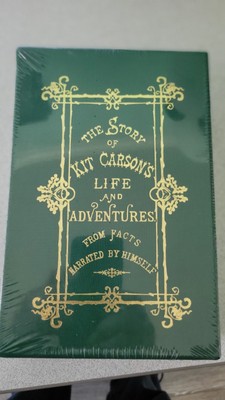 THE STORY
OF
KIT CARSON'S
LIFE
AND
ADVENTURES
FROM FACTS
NARRATED BY HIMSELF